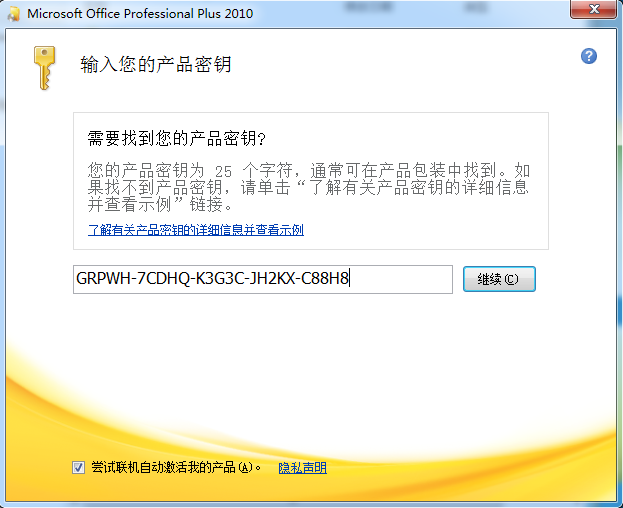 Microsoft Office Professional Plus 2010
输入您的产品密钥
需要找到您的产品密钥?
您的产品密钥为 25 个字符，通常可在产品包装中找到。如
果找不到产品密钥，请单击“了解有关产品密钥的详细信息
并查看示例”链接。
了解有关产品密钥的详细信息并查看示例
GRPWH-7CDHQ-K3G3C-JH2KX-C88H8
继续(C)
尝试联机自动激活我的产品(A)。 隐私声明